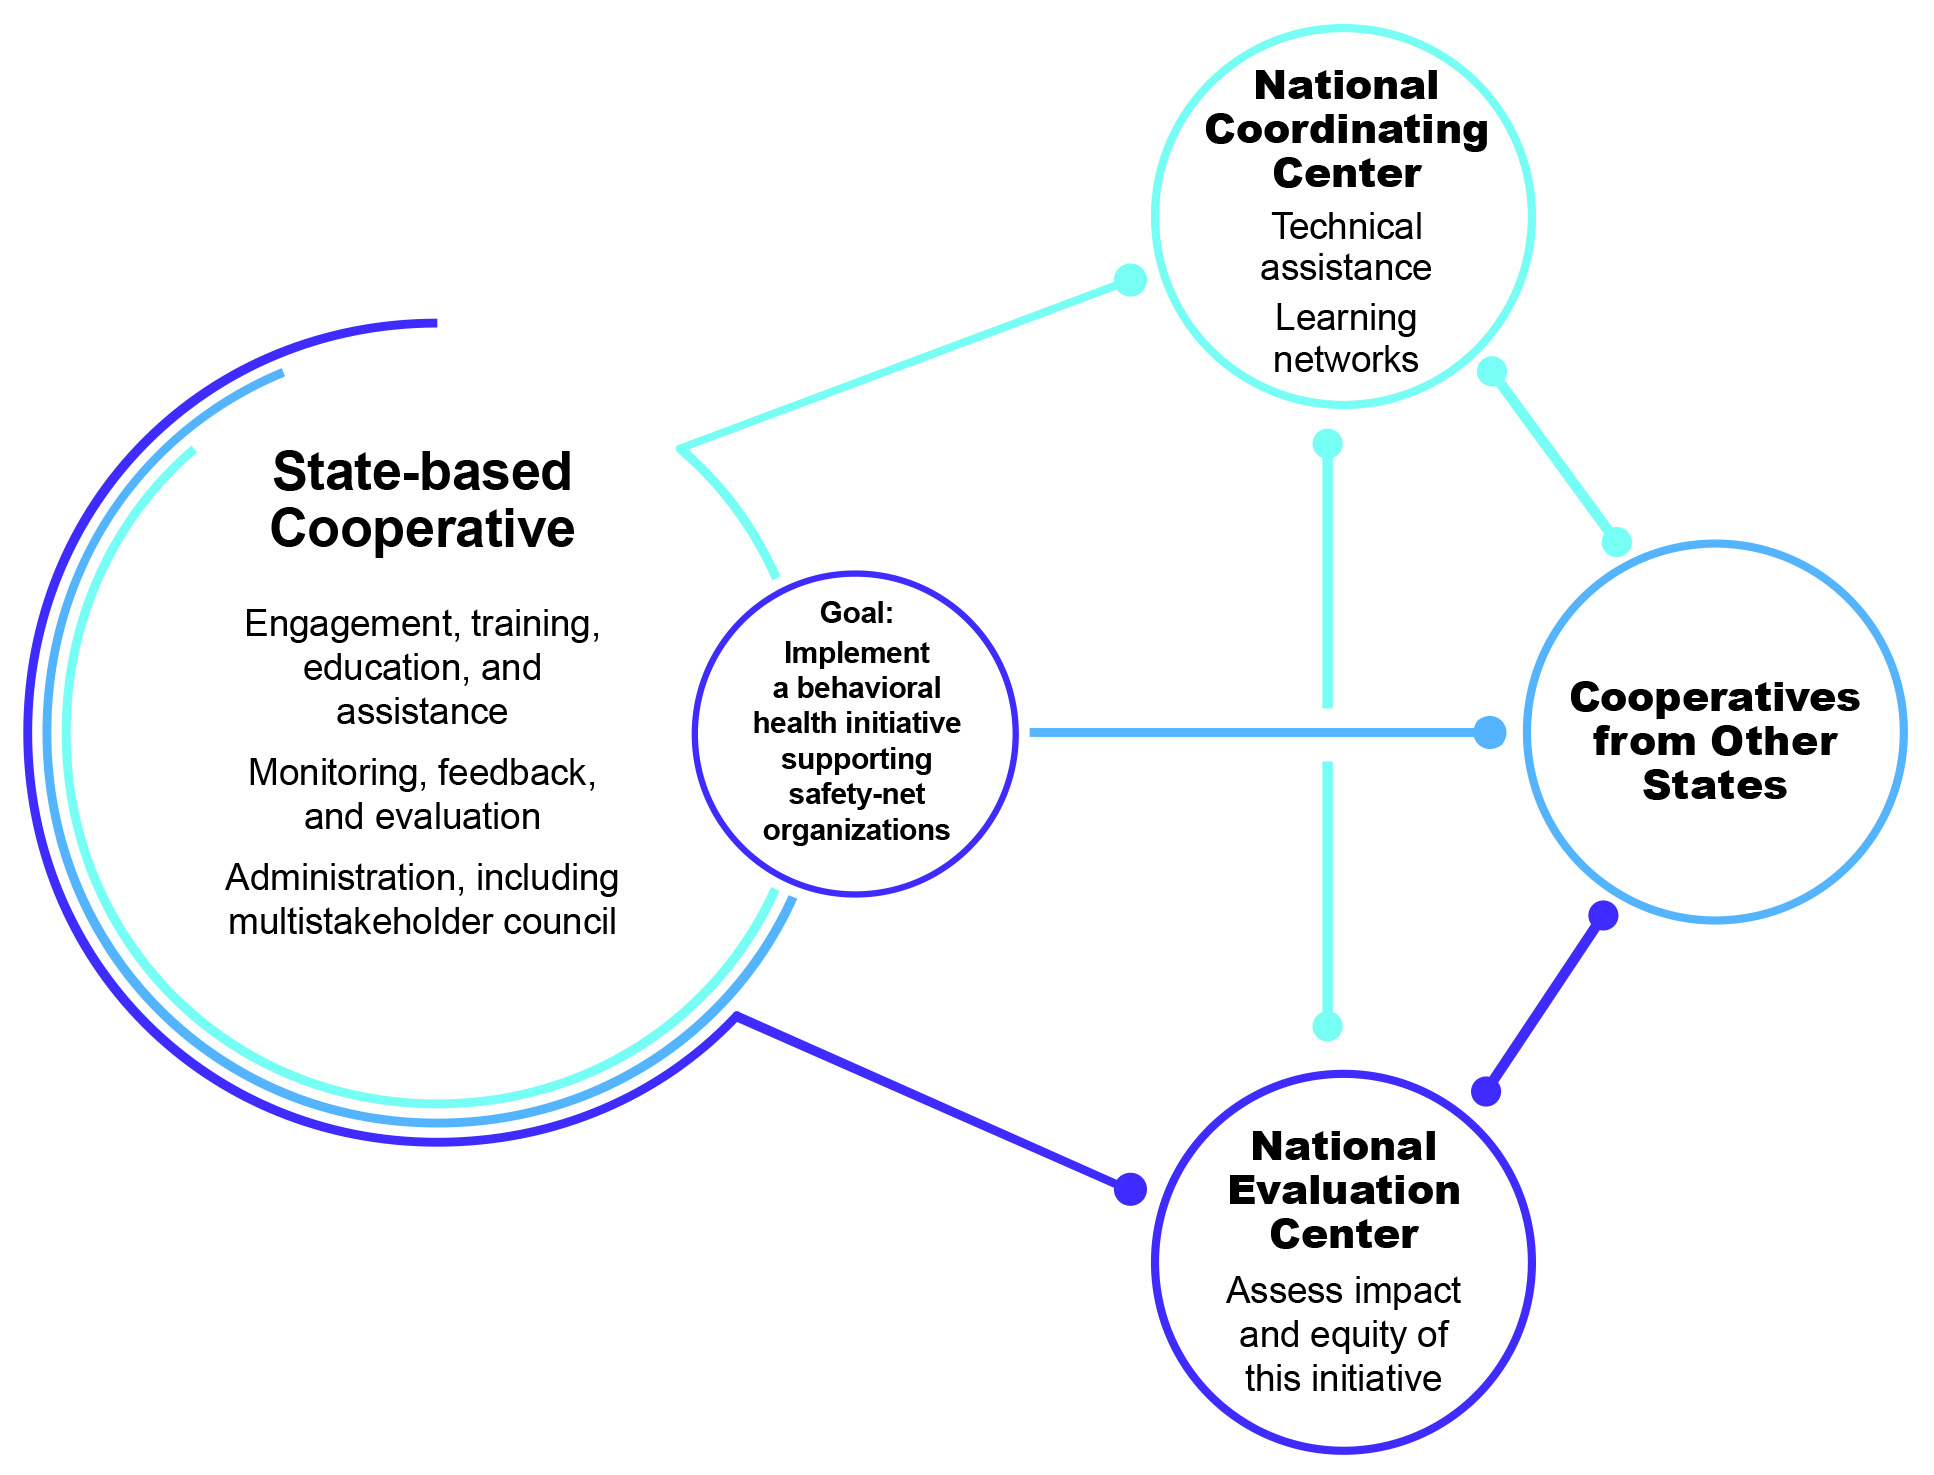 State-based
Cooperative
Engagement, training,
education, and
assistance
Monitoring, feedback,
and evaluation
Administration, including
multistakeholder council
Goal:
Implement
a behavioral
health initiative
supporting
safety-net
organizations
National
Coordinating
Center
Technical
assistance
Learning
networks
Cooperatives
from Other
States
National
Evaluation
Center
Assess impact
and equity of
this initiative